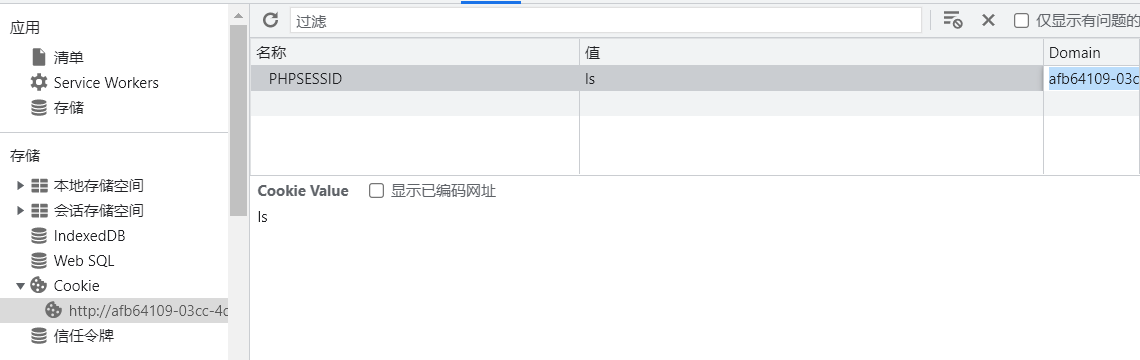 应用
清单
Service Workers
存储
存储
本地存储空间
会话存储空间
IndexedDB
Web SQL
Cookie
http://afb64109-03cc-4c
信任令牌
过滤
仅显示有问题的
名称 值 Domain
PHPSESSID ls afb64109-03c
Cookie Value 显示已编码网址
ls